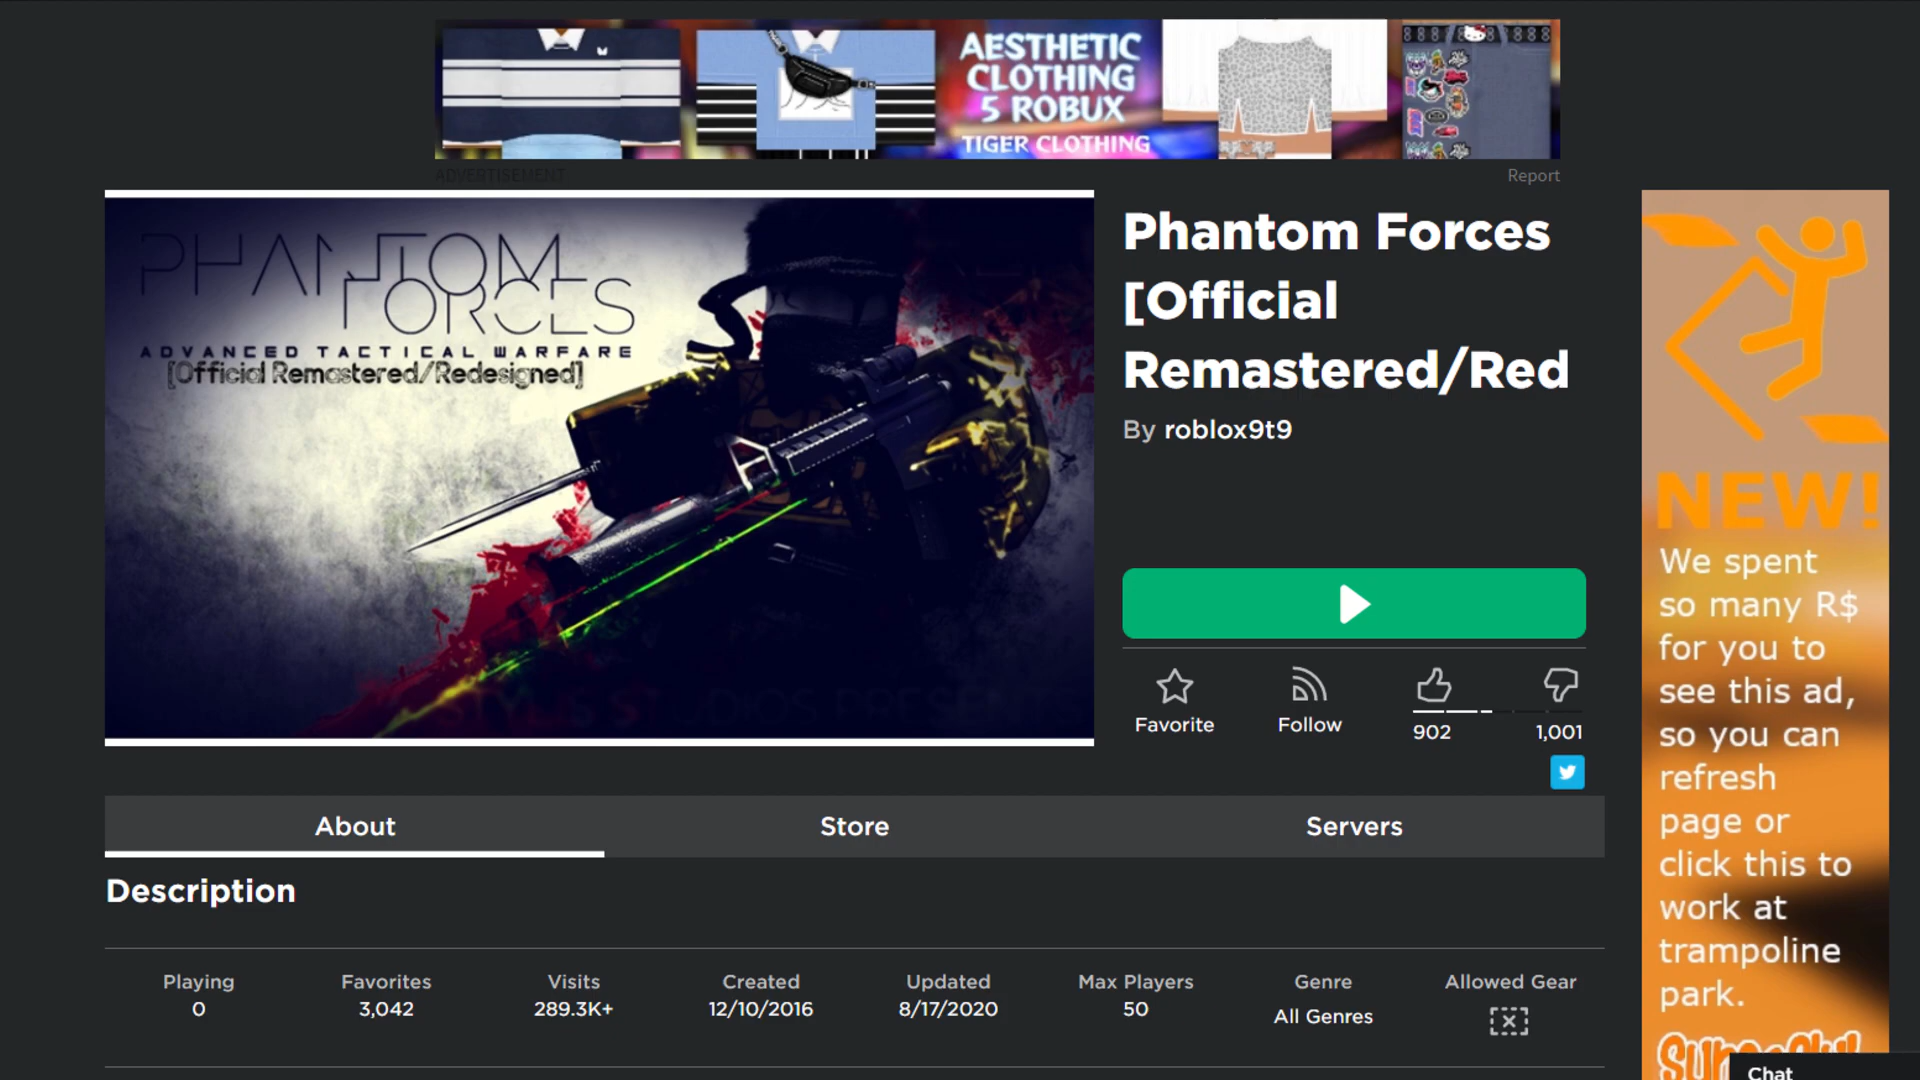 AESTHETIC
CLOTHING
5 ROBUX
TIGER CLOTHING
ADVERTISEMENT
Report
PHANTOM
FORCES
ADVANCED TACTICAL WARFARE
[Official Remastered/Redesigned]
Phantom Forces
[Official
Remastered/Red
By roblox9t9
Favorite
Follow
902
1,001
About
Store
Servers
Description
Playing
0
Favorites
3,042
Visits
289.3K+
Created
12/10/2016
Updated
8/17/2020
Max Players
50
Genre
All Genres
Allowed Gear
NEW!
We spent
so many R$
for you to
see this ad,
so you can
refresh
page or
click this to
work at
trampoline
park.
Chat